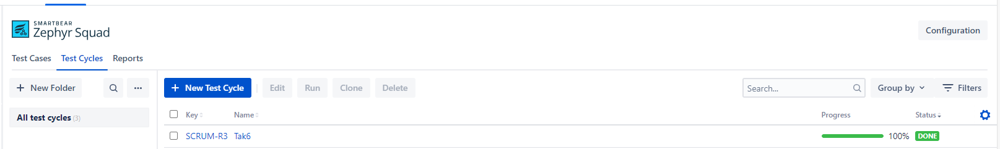 SMARTBEAR
Zephyr Squad
Configuration
Test Cases Test Cycles Reports
+ New Folder ... + New Test Cycle Edit Run Clone Delete Search... Group by Filters
All test cycles (3)
Key Name Progress Status
SCRUM-R3 Tak6 100% DONE